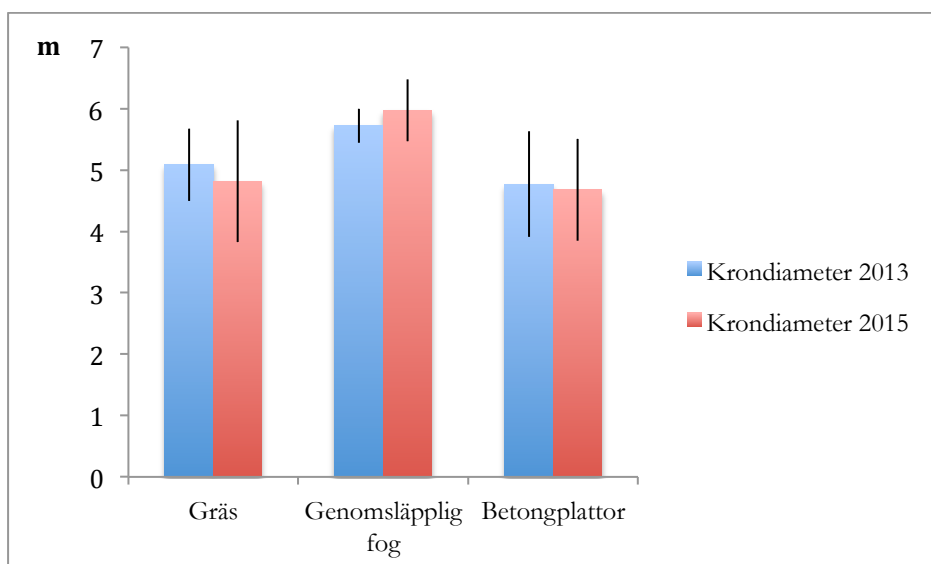 m
7
6
5
4
3
2
1
0
Gräs
Genomsläpplig
fog
Betongplattor
Krondiameter 2013
Krondiameter 2015